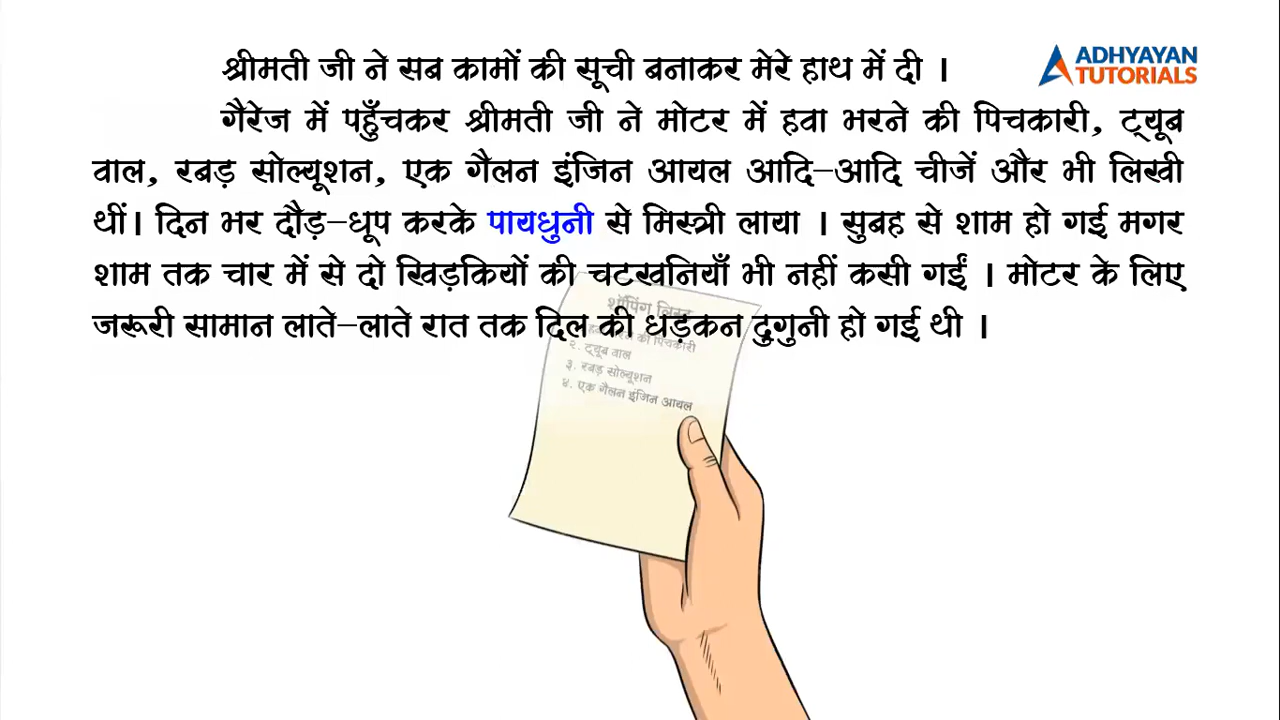 श्रीमती जी ने सब कामों की सूची बनाकर मेरे हाथ में दी ।
ADHYAYAN
TUTORIALS
गैरेज में पहुँचकर श्रीमती जी ने मोटर में हवा भरने की पिचकारी, ट्यूब
वाल, रबड़ सोल्यूशन, एक गैलन इंजिन आयल आदि–आदि चीजें और भी लिखी
थीं। दिन भर दौड़–धूप करके पायधुनी से मिस्त्री लाया । सुबह से शाम हो गई मगर
शाम तक चार में से दो खिड़कियों की चटखनियाँ भी नहीं कसी गईं । मोटर के लिए
जरूरी सामान लाते–लाते रात तक दिल की धड़कन दुगुनी हो गई थी ।
शॉपिंग लिस्ट
की पिचकारी
२. ट्यूब वाल
३. रबड़ सोल्यूशन
४. एक गैलन इंजिन आयल